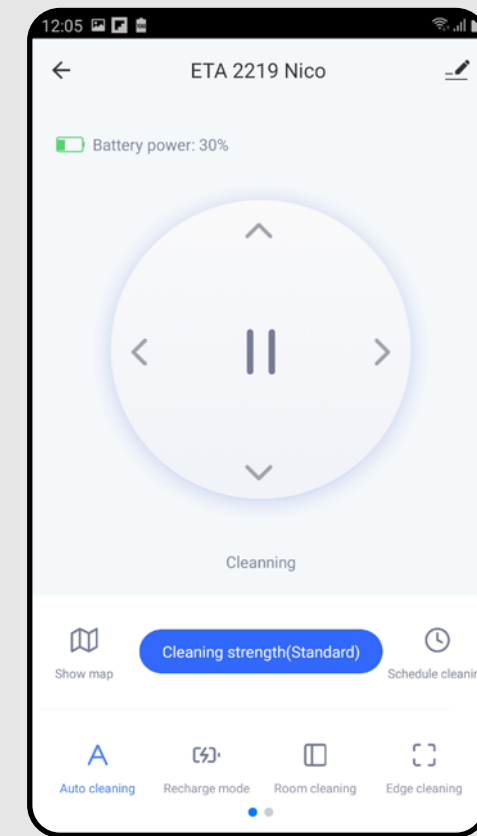 12:05
ETA 2219 Nico
Battery power: 30%
Cleanning
Cleaning strength(Standard)
Show map
Schedule cleanin
Auto cleaning
Recharge mode
Room cleaning
Edge cleaning